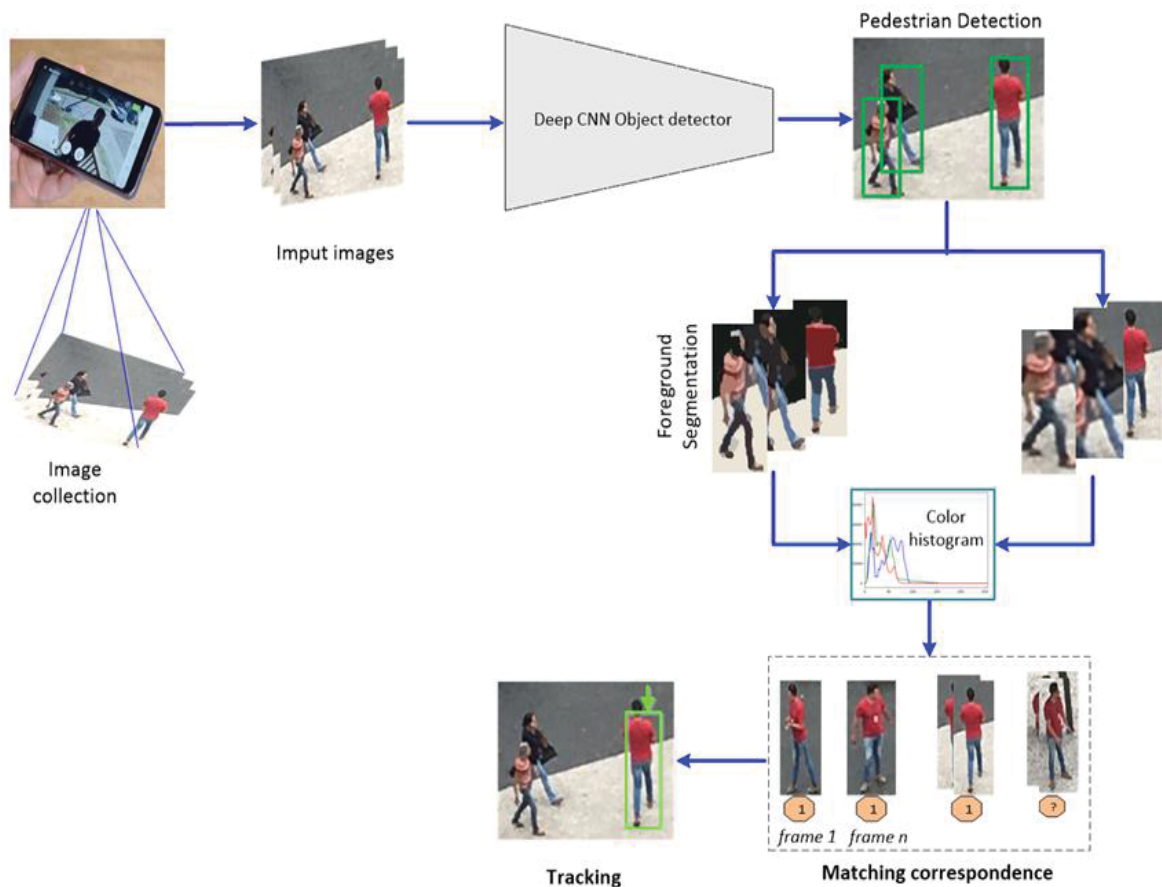 Pedestrian Detection
Deep CNN Object detector
Imput images
Image
collection
Foreground
Segmentation
Color
histogram
1
1
1
?
frame 1
frame n
Tracking
Matching correspondence